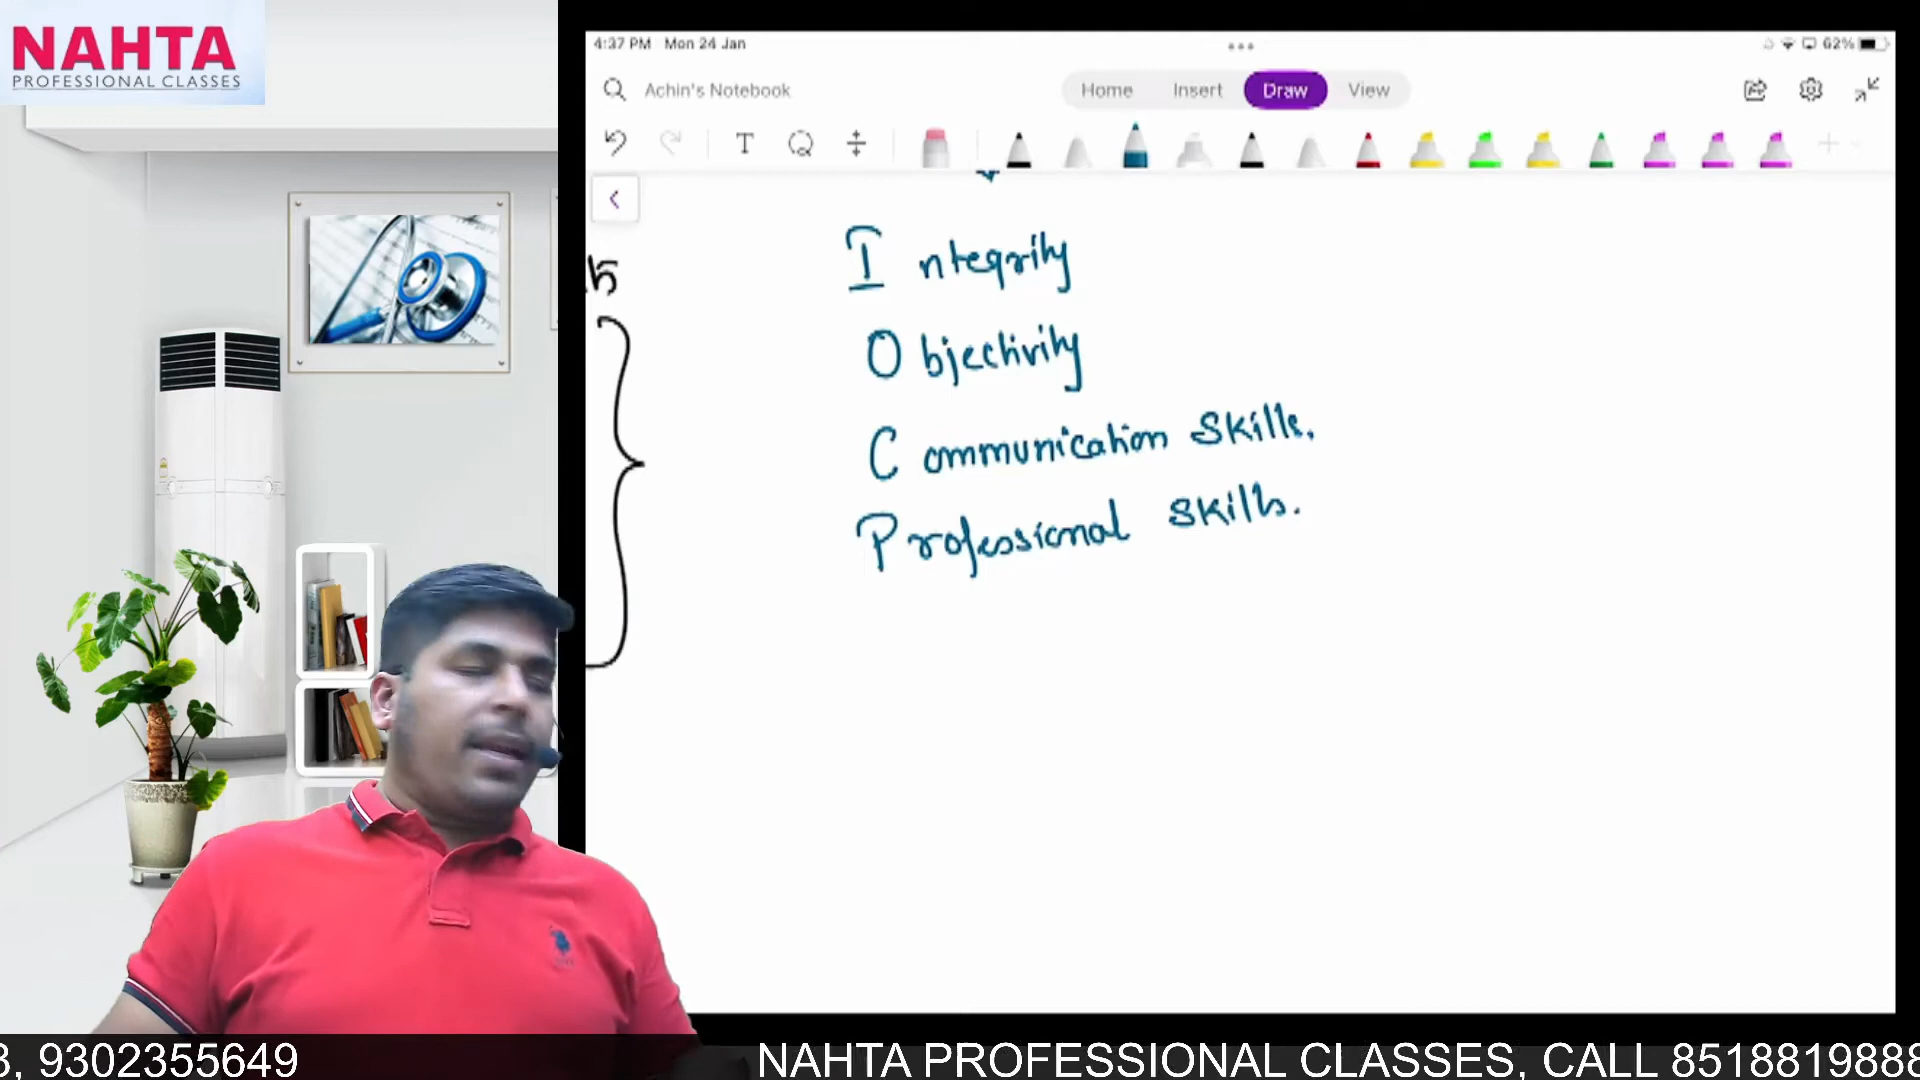 NAHTA
PROFESSIONAL CLASSES
4:37 PM Mon 24 Jan
62%
Achin's Notebook
Home Insert Draw View
T
Integrity
Objectivity
Communication Skills.
Professional Skills.
3, 9302355649 NAHTA PROFESSIONAL CLASSES, CALL 8518819888